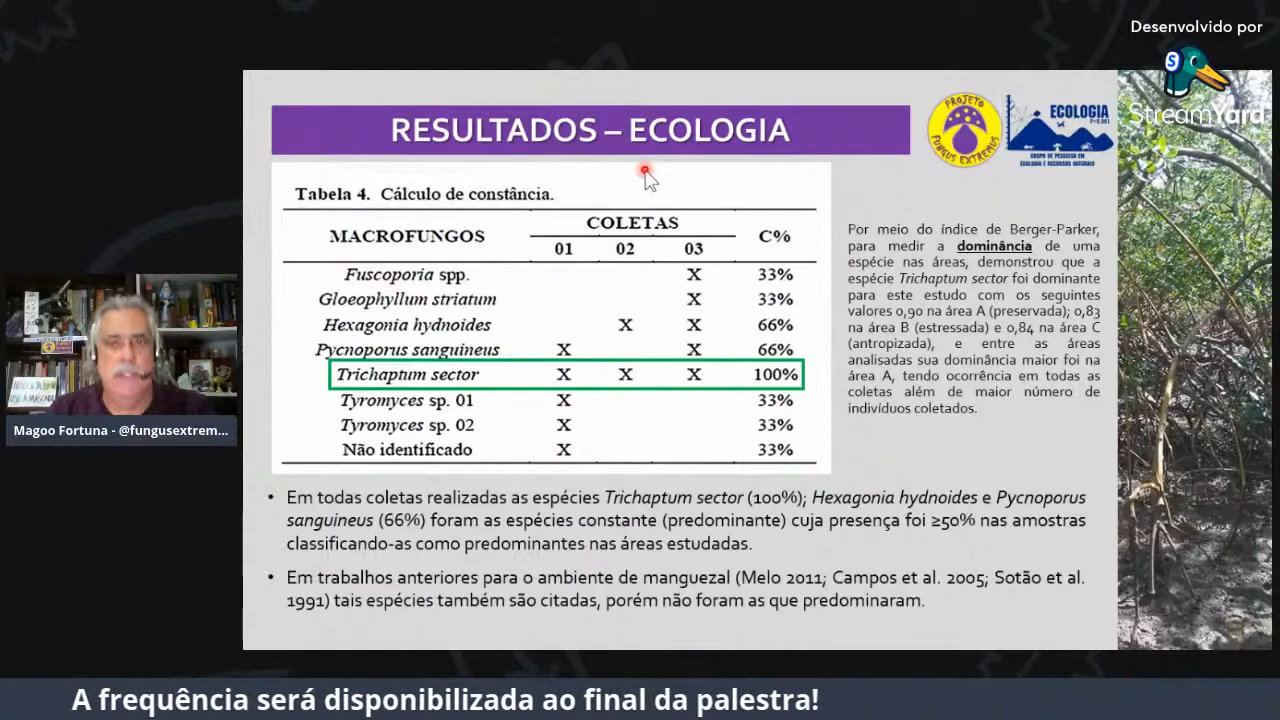 Desenvolvido por
S
StreamYard
RESULTADOS – ECOLOGIA
PROJETO
FUNGUS EXTREMUS
ECOLOGIA
GRUPO DE PESQUISA EM
ECOLOGIA E RECURSOS NATURAIS
Tabela 4. Cálculo de constância.
MACROFUNGOS COLETAS C%
01 02 03
Fuscoporia spp. X 33%
Gloeophyllum striatum X 33%
Hexagonia hydnoides X X 66%
Pycnoporus sanguineus X X 66%
Trichaptum sector X X X 100%
Tyromyces sp. 01 X 33%
Tyromyces sp. 02 X 33%
Não identificado X 33%
Por meio do índice de Berger-Parker,
para medir a dominância de uma
espécie nas áreas, demonstrou que a
espécie Trichaptum sector foi dominante
para este estudo com os seguintes
valores 0,90 na área A (preservada); 0,83
na área B (estressada) e 0,84 na área C
(antropizada), e entre as áreas
analisadas sua dominância maior foi na
área A, tendo ocorrência em todas as
coletas além de maior número de
indivíduos coletados.
• Em todas coletas realizadas as espécies Trichaptum sector (100%); Hexagonia hydnoides e Pycnoporus
sanguineus (66%) foram as espécies constante (predominante) cuja presença foi ≥50% nas amostras
classificando-as como predominantes nas áreas estudadas.
• Em trabalhos anteriores para o ambiente de manguezal (Melo 2011; Campos et al. 2005; Sotão et al.
1991) tais espécies também são citadas, porém não foram as que predominaram.
Magoo Fortuna - @fungusextrem...
A frequência será disponibilizada ao final da palestra!